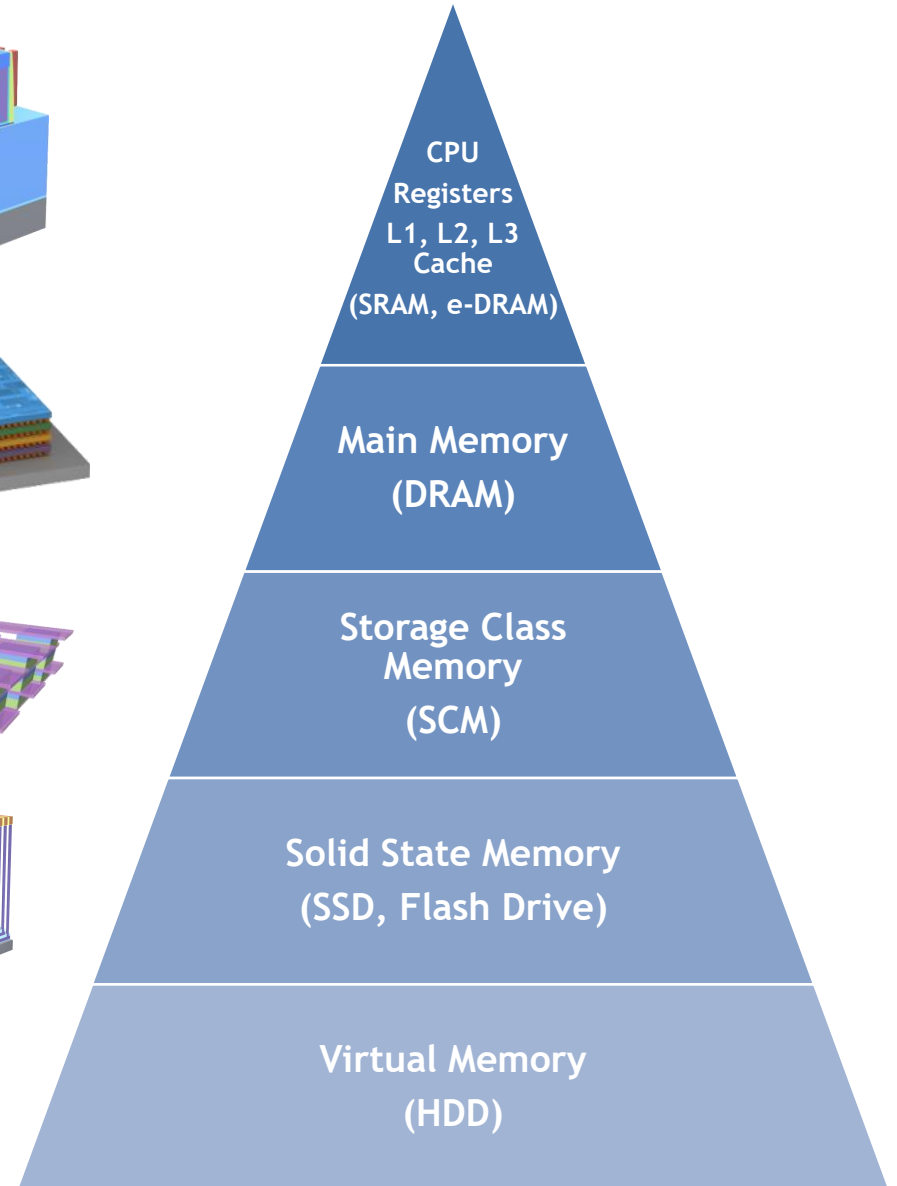 CPU
Registers
L1, L2, L3
Cache
(SRAM, e-DRAM)
Main Memory
(DRAM)
Storage Class
Memory
(SCM)
Solid State Memory
(SSD, Flash Drive)
Virtual Memory
(HDD)